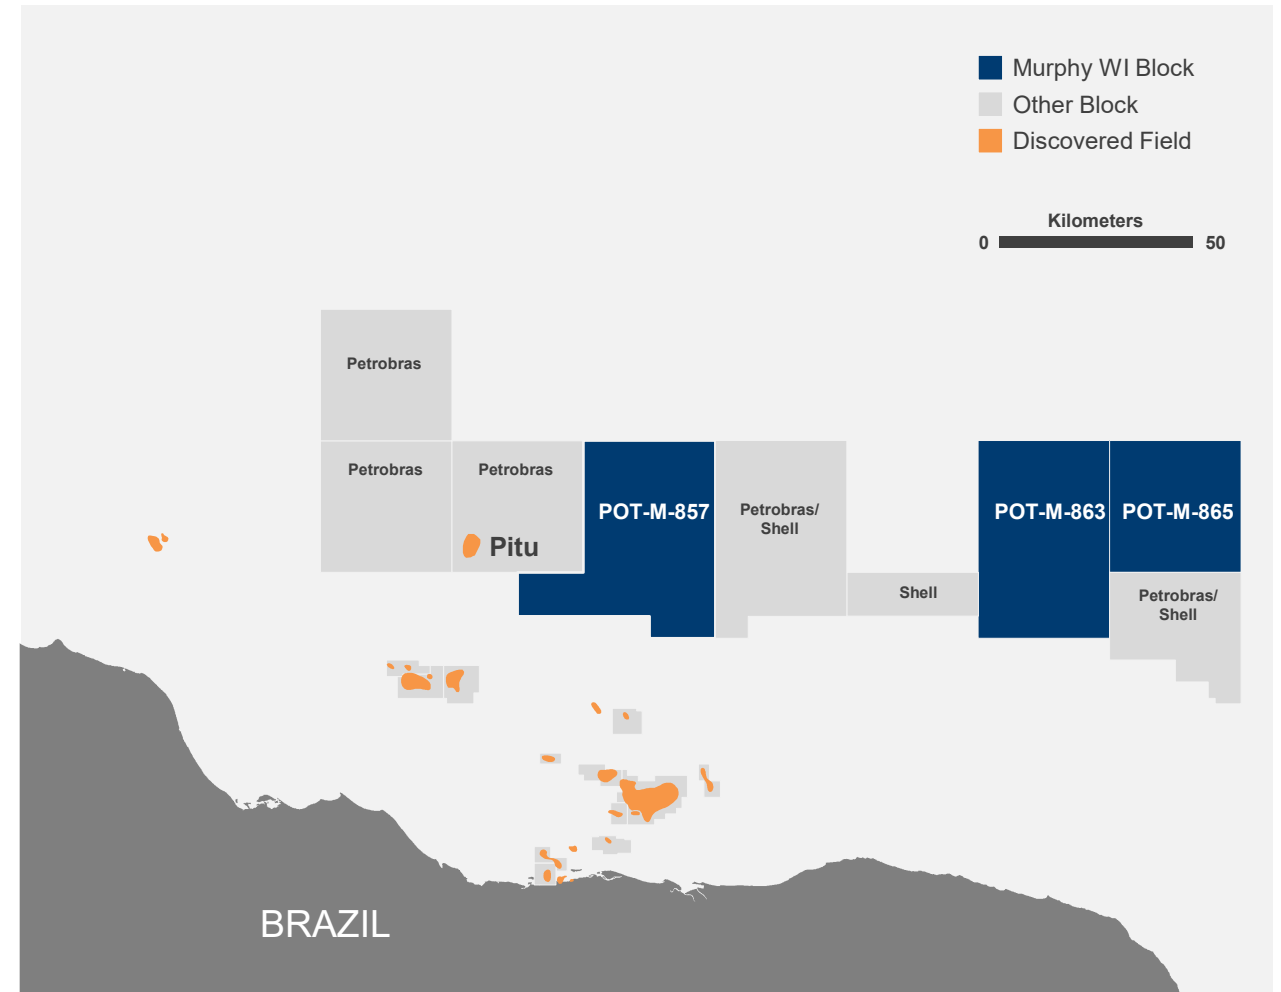 Murphy WI Block
Other Block
Discovered Field
Kilometers
0 50
Petrobras
Petrobras
Petrobras
POT-M-857
Petrobras/
Shell
POT-M-863
POT-M-865
Pitu
Shell
Petrobras/
Shell
BRAZIL